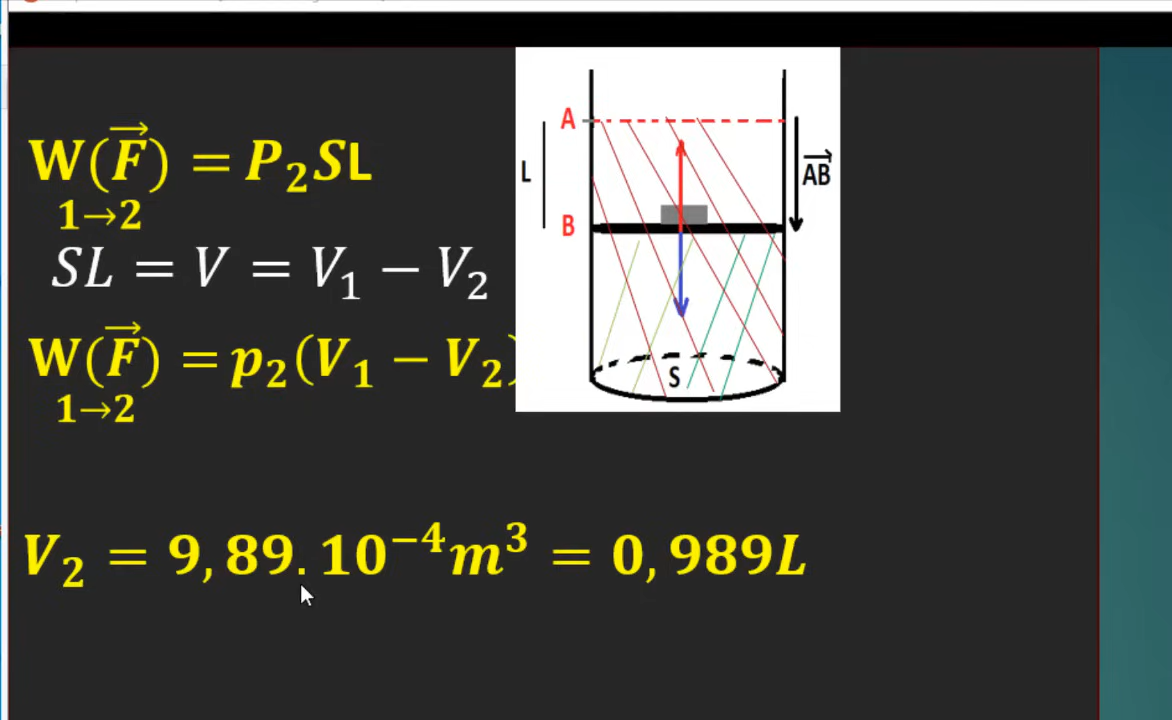 W(F⃗) = P₂SL
1→2
SL = V = V₁ − V₂
W(F⃗) = p₂(V₁ − V₂)
1→2
A
L
AB⃗
B
S
V₂ = 9,89.10⁻⁴m³ = 0,989L